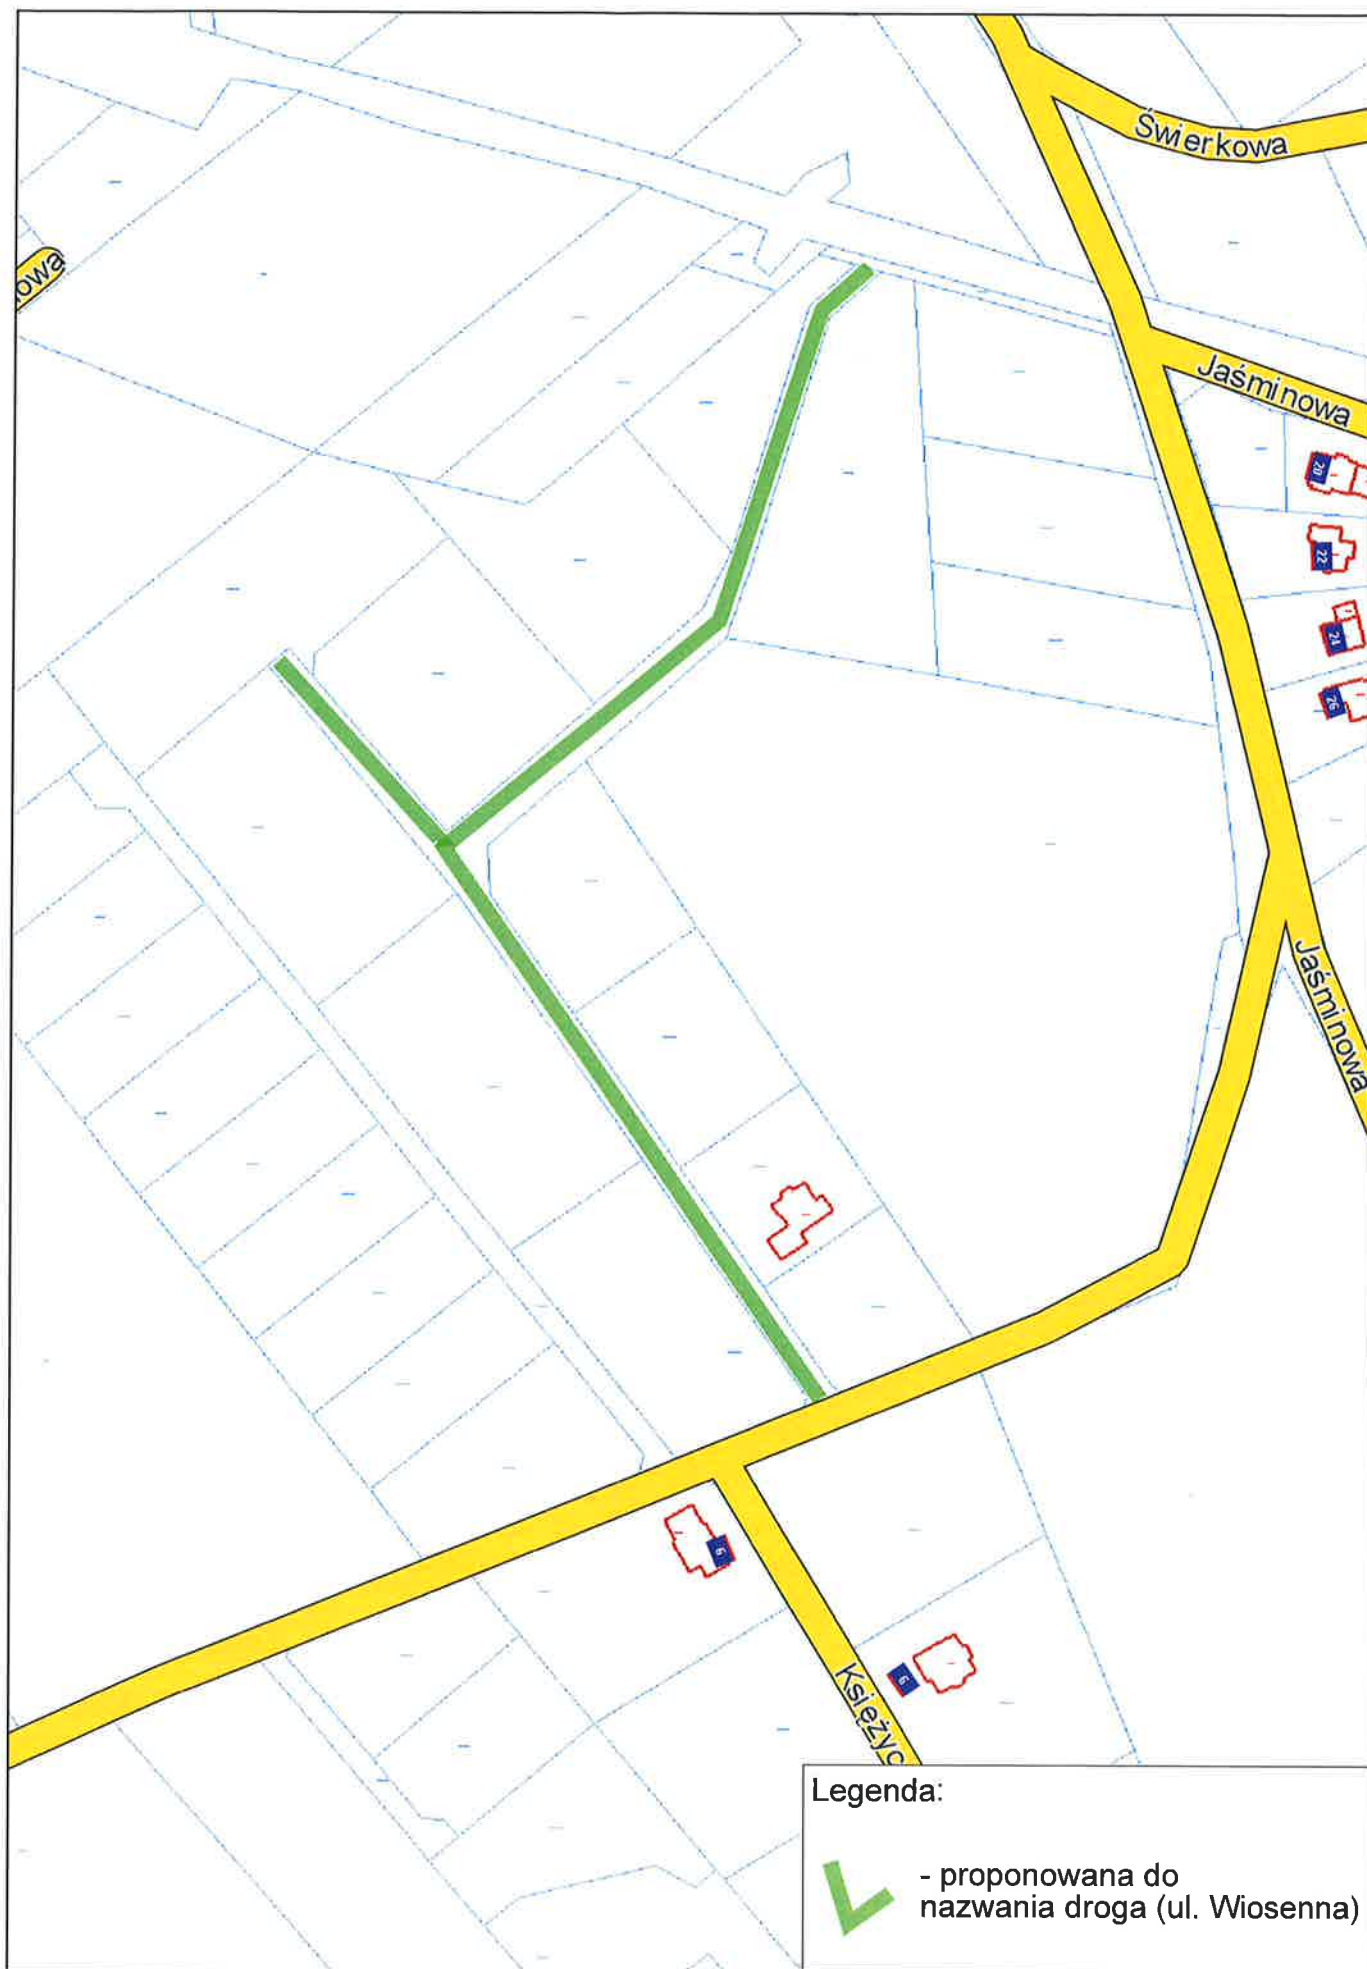 Świerkowa
owa
Jaśminowa
20
22
24
26
Jaśminowa
6
6
Księżyc
Legenda:
- proponowana do
nazwania droga (ul. Wiosenna)